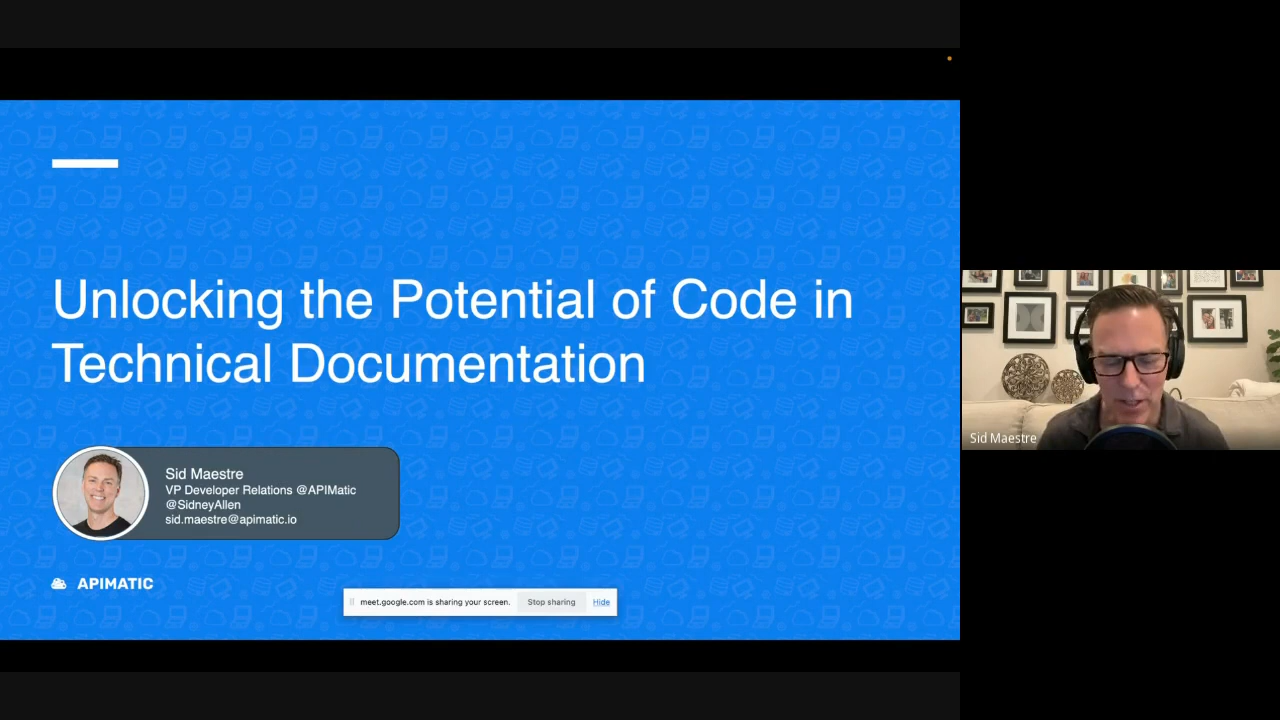 Unlocking the Potential of Code in
Technical Documentation
Sid Maestre
VP Developer Relations @APIMatic
@SidneyAllen
sid.maestre@apimatic.io
APIMATIC
meet.google.com is sharing your screen. Stop sharing Hide
Sid Maestre